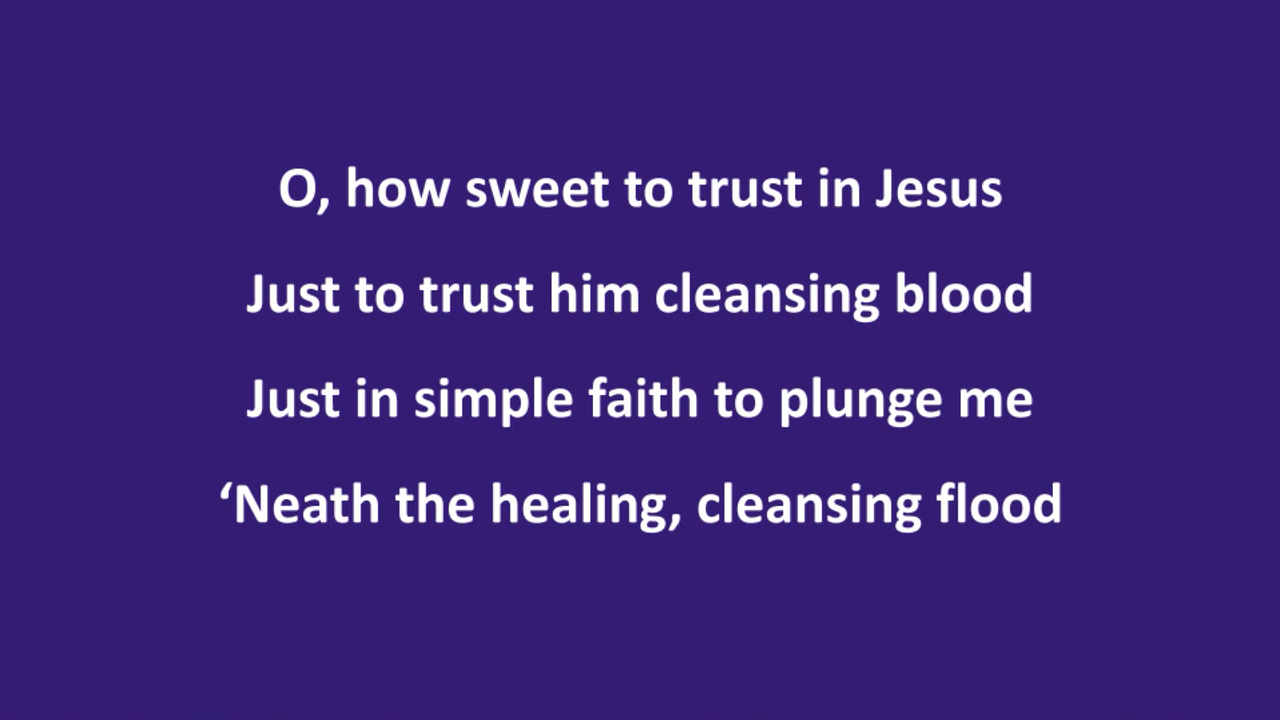 O, how sweet to trust in Jesus
Just to trust him cleansing blood
Just in simple faith to plunge me
‘Neath the healing, cleansing flood